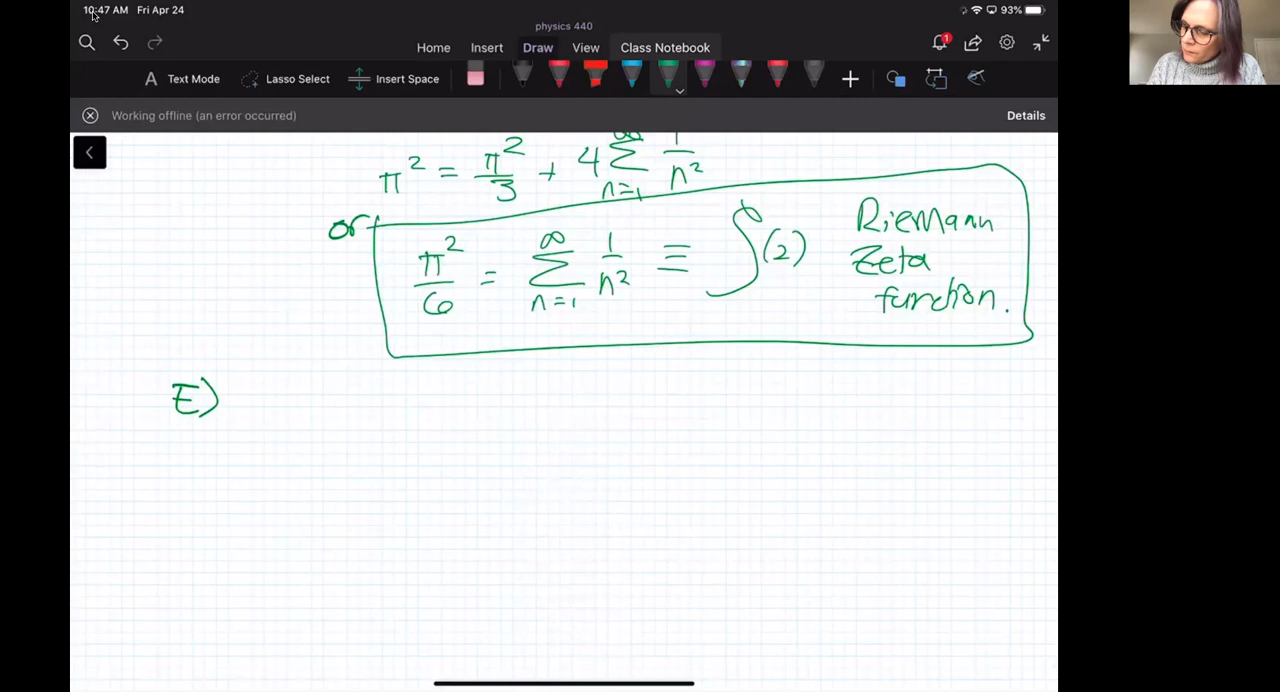 10:47 AM Fri Apr 24
93%
physics 440
Home Insert Draw View Class Notebook
1
A Text Mode Lasso Select Insert Space
Working offline (an error occurred) Details
π² = π²/3 + 4 ∞ Σ n=1 1/n²
or
π²/6 = ∞ Σ n=1 1/n² ≡ ζ(2) Riemann
Zeta
function.
E)